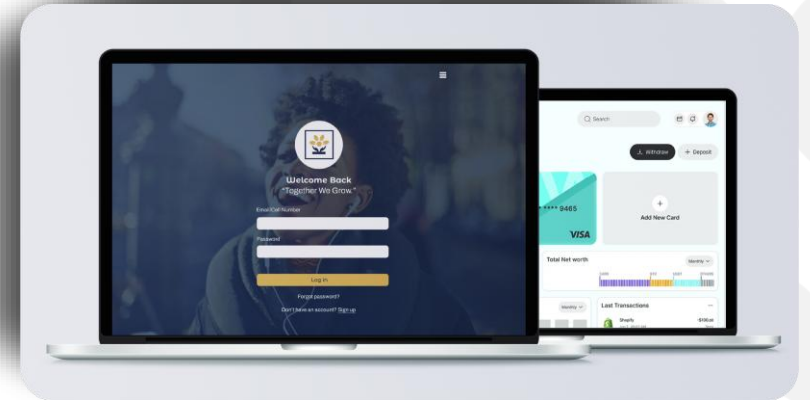 Welcome Back
"Together We Grow."
Email/Cell Number
Password
Log In
Forgot password?
Don't have an account? Sign up
Search
Withdraw
+ Deposit
**** 9465
VISA
+
Add New Card
Total Net worth
Monthly
Monthly
Last Transactions
Shopify